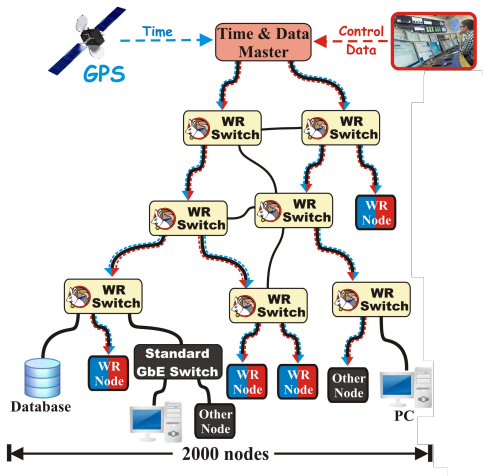 Time
GPS
Time & Data
Master
Control
Data
WR
Switch
WR
Switch
WR
Node
WR
Switch
WR
Switch
WR
Switch
WR
Switch
WR
Switch
Database
WR
Node
Standard
GbE Switch
Other
Node
WR
Node
WR
Node
Other
Node
PC
2000 nodes